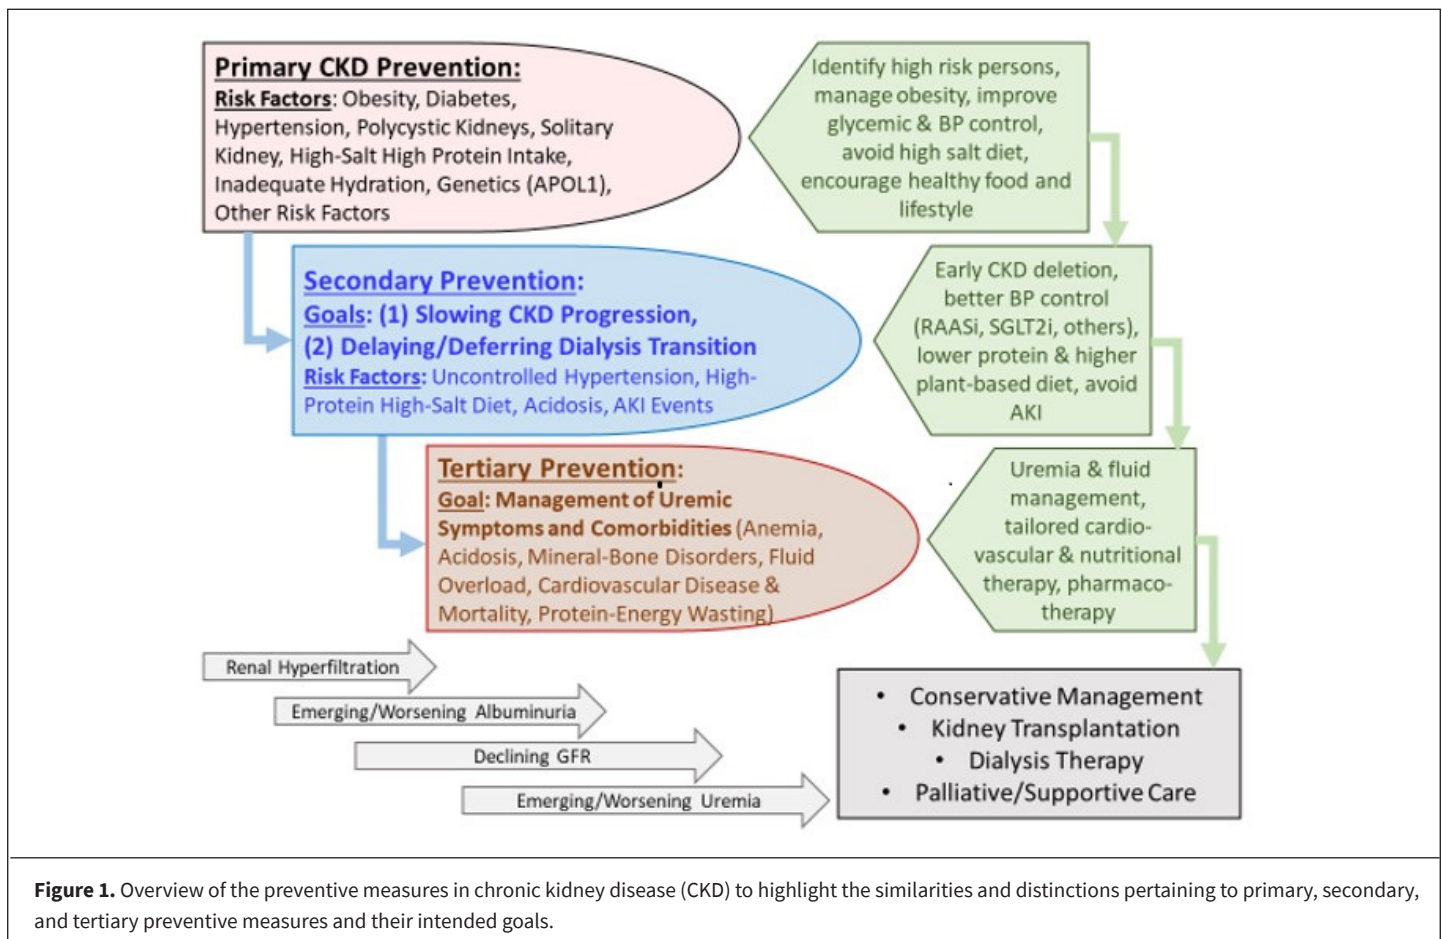 Primary CKD Prevention:
Risk Factors: Obesity, Diabetes,
Hypertension, Polycystic Kidneys, Solitary
Kidney, High-Salt High Protein Intake,
Inadequate Hydration, Genetics (APOL1),
Other Risk Factors
Identify high risk persons,
manage obesity, improve
glycemic & BP control,
avoid high salt diet,
encourage healthy food and
lifestyle
Secondary Prevention:
Goals: (1) Slowing CKD Progression,
(2) Delaying/Deferring Dialysis Transition
Risk Factors: Uncontrolled Hypertension, High-
Protein High-Salt Diet, Acidosis, AKI Events
Early CKD deletion,
better BP control
(RAASi, SGLT2i, others),
lower protein & higher
plant-based diet, avoid
AKI
Tertiary Prevention:
Goal: Management of Uremic
Symptoms and Comorbidities (Anemia,
Acidosis, Mineral-Bone Disorders, Fluid
Overload, Cardiovascular Disease &
Mortality, Protein-Energy Wasting)
Uremia & fluid
management,
tailored cardio-
vascular & nutritional
therapy, pharmaco-
therapy
Renal Hyperfiltration
Emerging/Worsening Albuminuria
Declining GFR
Emerging/Worsening Uremia
• Conservative Management
• Kidney Transplantation
• Dialysis Therapy
• Palliative/Supportive Care
Figure 1. Overview of the preventive measures in chronic kidney disease (CKD) to highlight the similarities and distinctions pertaining to primary, secondary,
and tertiary preventive measures and their intended goals.